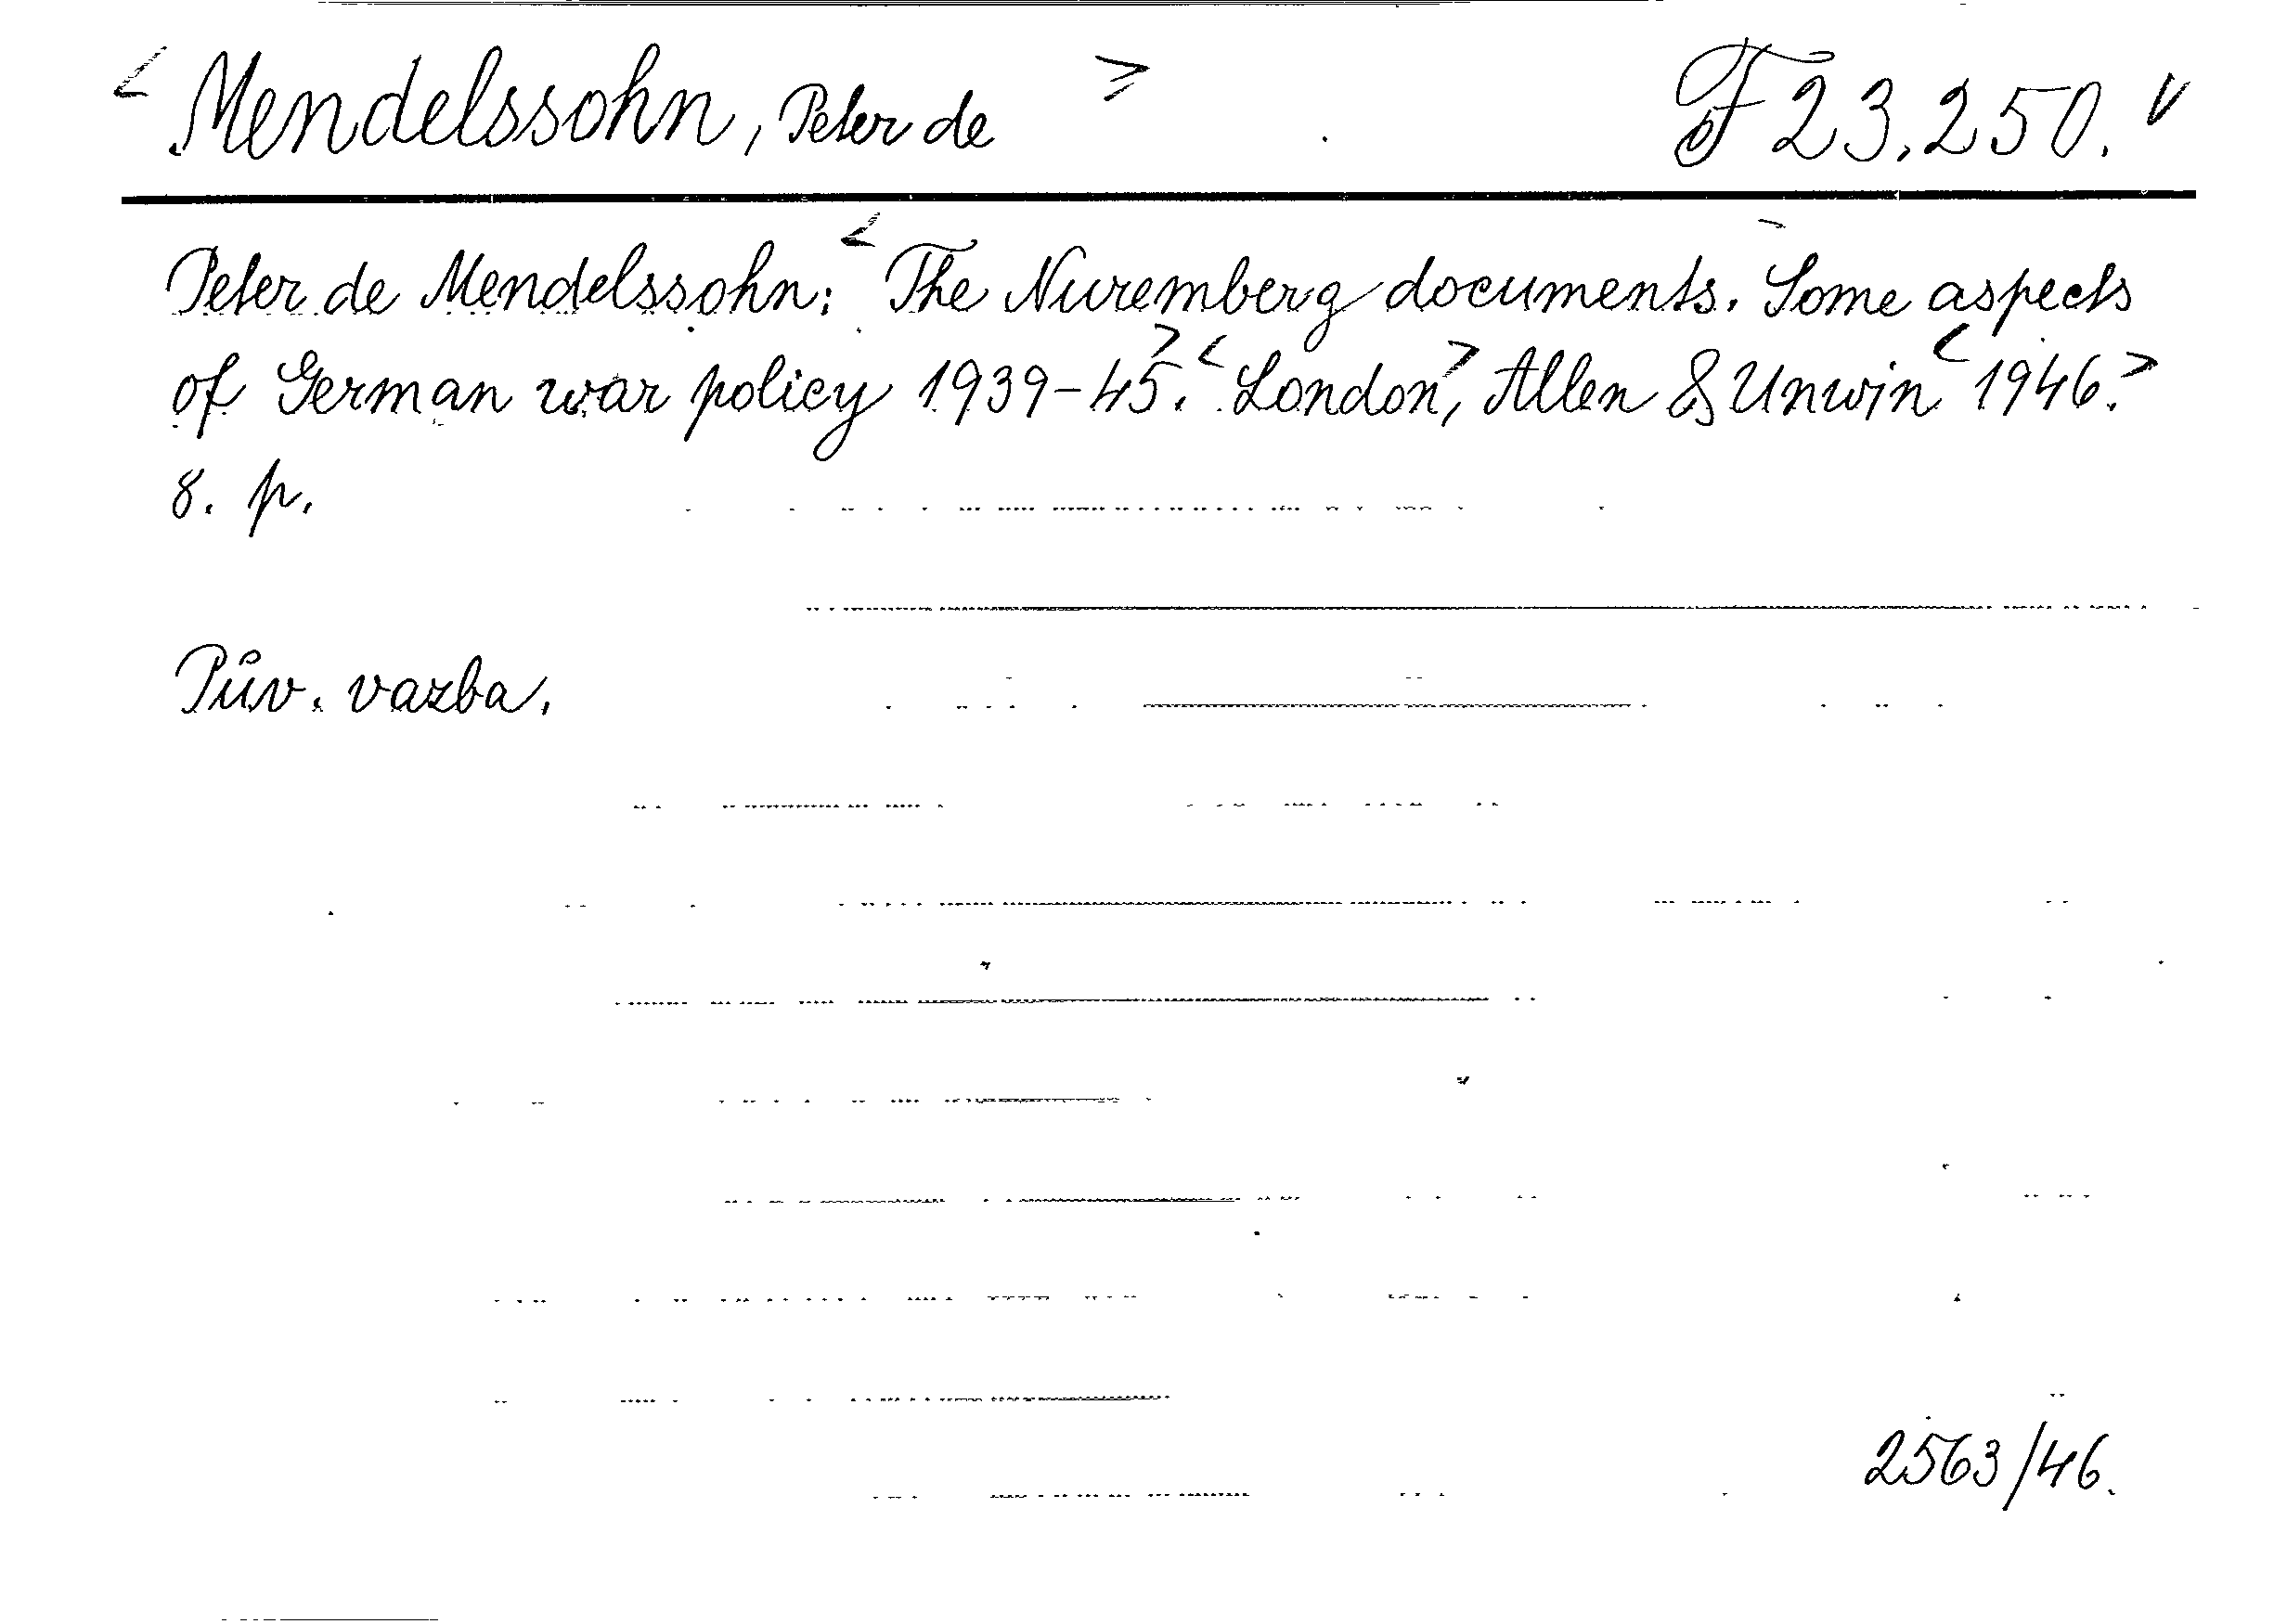 < Mendelssohn, Peter de > F 23.250. v
Peter de Mendelssohn: < The Nuremberg documents. Some aspects
of German war policy 1939-45.> < London,> Allen & Unwin < 1946.>
8. p.
Pův. vazba.
2563/46.